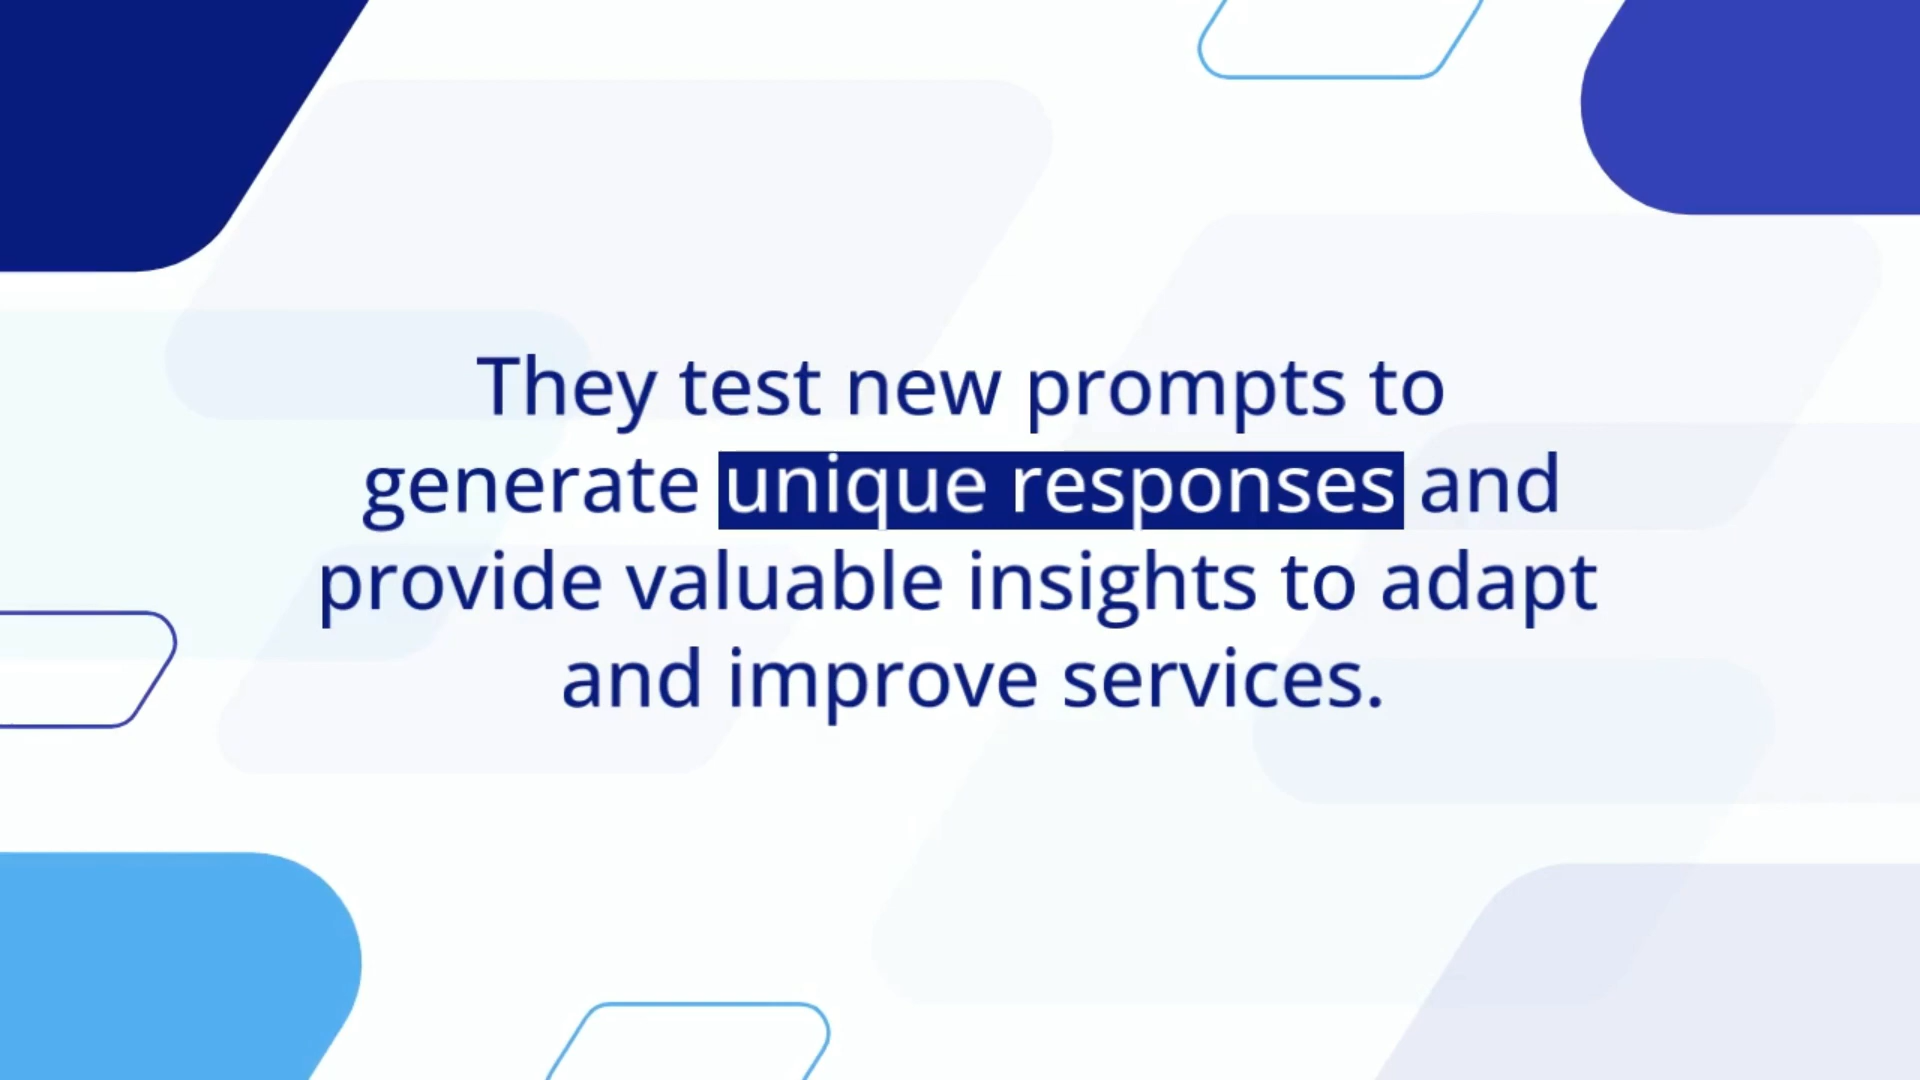 They test new prompts to
generate unique responses and
provide valuable insights to adapt
and improve services.